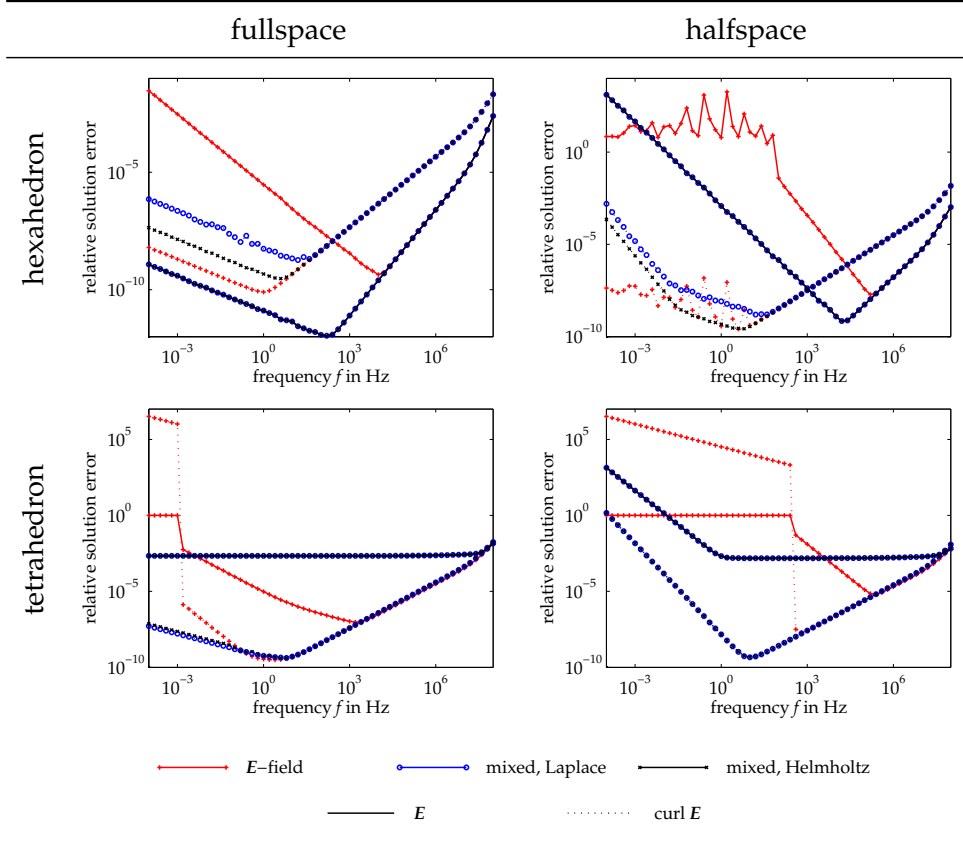 fullspace halfspace
hexahedron
relative solution error
10^-5
10^-10
10^-3 10^0 10^3 10^6
frequency f in Hz
relative solution error
10^0
10^-5
10^-10
10^-3 10^0 10^3 10^6
frequency f in Hz
tetrahedron
relative solution error
10^5
10^0
10^-5
10^-10
10^-3 10^0 10^3 10^6
frequency f in Hz
relative solution error
10^5
10^0
10^-5
10^-10
10^-3 10^0 10^3 10^6
frequency f in Hz
E-field mixed, Laplace mixed, Helmholtz
E curl E